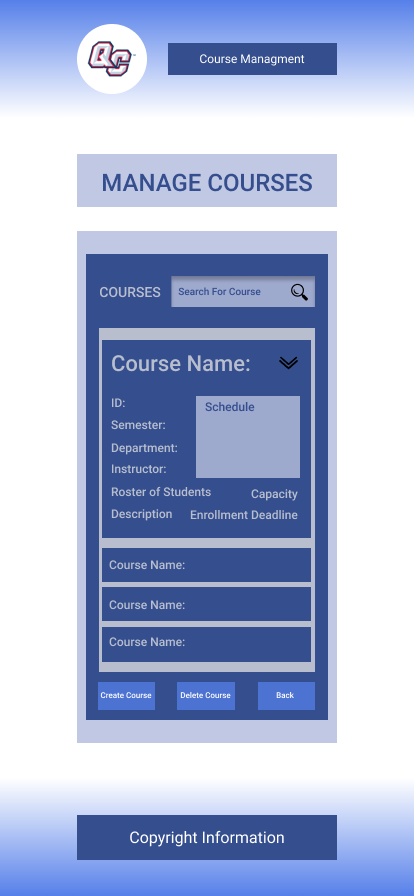 QC
Course Managment
MANAGE COURSES
COURSES
Search For Course
Course Name:
ID:
Schedule
Semester:
Department:
Instructor:
Roster of Students
Capacity
Description
Enrollment Deadline
Course Name:
Course Name:
Course Name:
Create Course
Delete Course
Back
Copyright Information